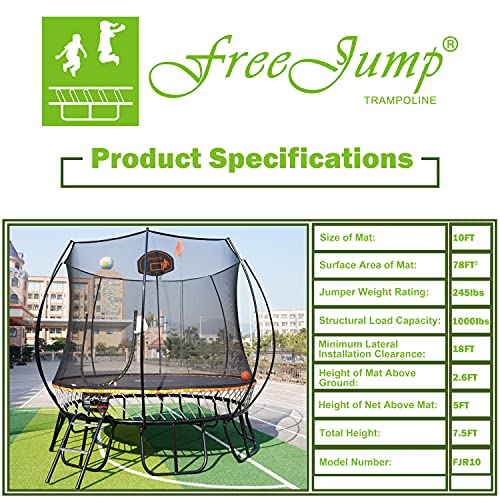 FreeJump®
TRAMPOLINE
Product Specifications
Size of Mat: 10FT
Surface Area of Mat: 78FT²
Jumper Weight Rating: 245lbs
Structural Load Capacity: 1000lbs
Minimum Lateral
Installation Clearance: 18FT
Height of Mat Above
Ground: 2.6FT
Height of Net Above Mat: 5FT
Total Height: 7.5FT
Model Number: FJR10